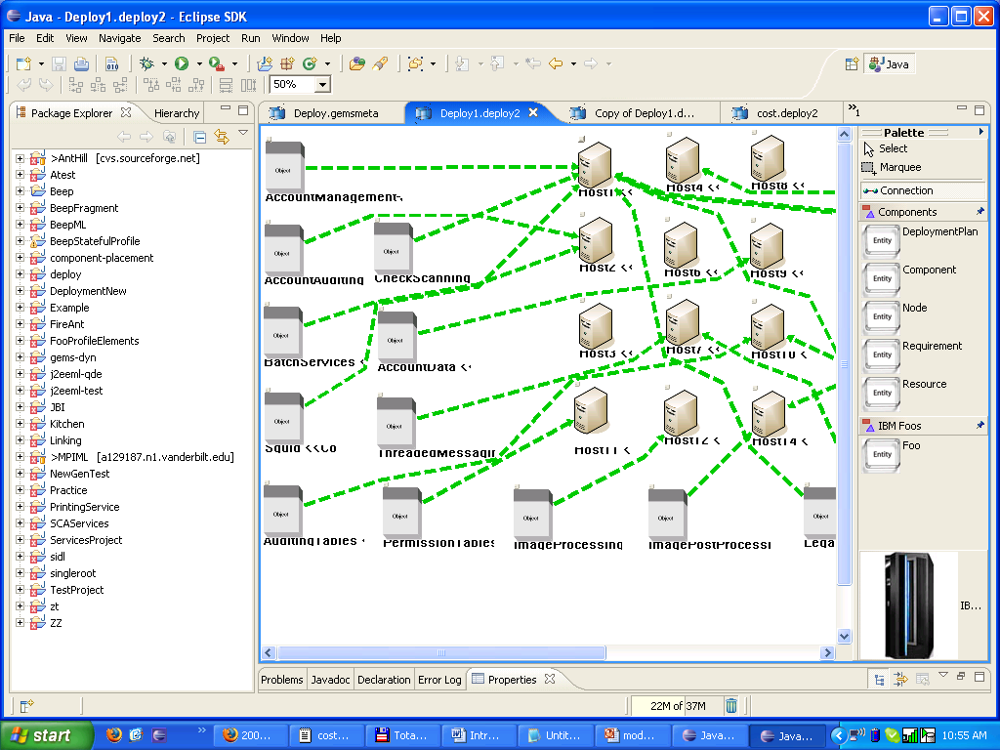 Java - Deploy1.deploy2 - Eclipse SDK
File Edit View Navigate Search Project Run Window Help
Java
50%
Package Explorer Hierarchy
Deploy.gemsmeta Deploy1.deploy2 Copy of Deploy1.d... cost.deploy2 »1
>AntHill [cvs.sourceforge.net]
Atest
Beep
BeepFragment
BeepML
BeepStatefulProfile
component-placement
deploy
DeploymentNew
Example
FireAnt
FooProfileElements
gems-dyn
j2eeml-qde
j2eeml-test
JBI
Kitchen
Linking
>MPIML [a129187.n1.vanderbilt.edu]
NewGenTest
Practice
PrintingService
SCAServices
ServicesProject
sidl
singleroot
TestProject
zt
ZZ
Object
AccountManagement-.
Host1 <<
Host4 <<
Host8 <<
Object
AccountAuditing
Object
CheckScanning
Host2 <<
Host6 <<
Host9 <<
Object
BatchServices <
Object
AccountData <<
Host3 <<
Host7 <<
Host10 <
Object
Squid <<Co
Object
ThreadedMessagin
Host11 <
Host12 <
Host14 <
Object
AuditingTables <
Object
PermissionTables
Object
ImageProcessing
Object
ImagePostProcessi
Object
Lega
Palette
Select
Marquee
Connection
Components
Entity DeploymentPlan
Entity Component
Entity Node
Entity Requirement
Entity Resource
IBM Foos
Entity Foo
IB...
Problems Javadoc Declaration Error Log Properties
22M of 37M
start
200... cost... Tota... Intr... Untit... mod... Java... Java...
10:55 AM